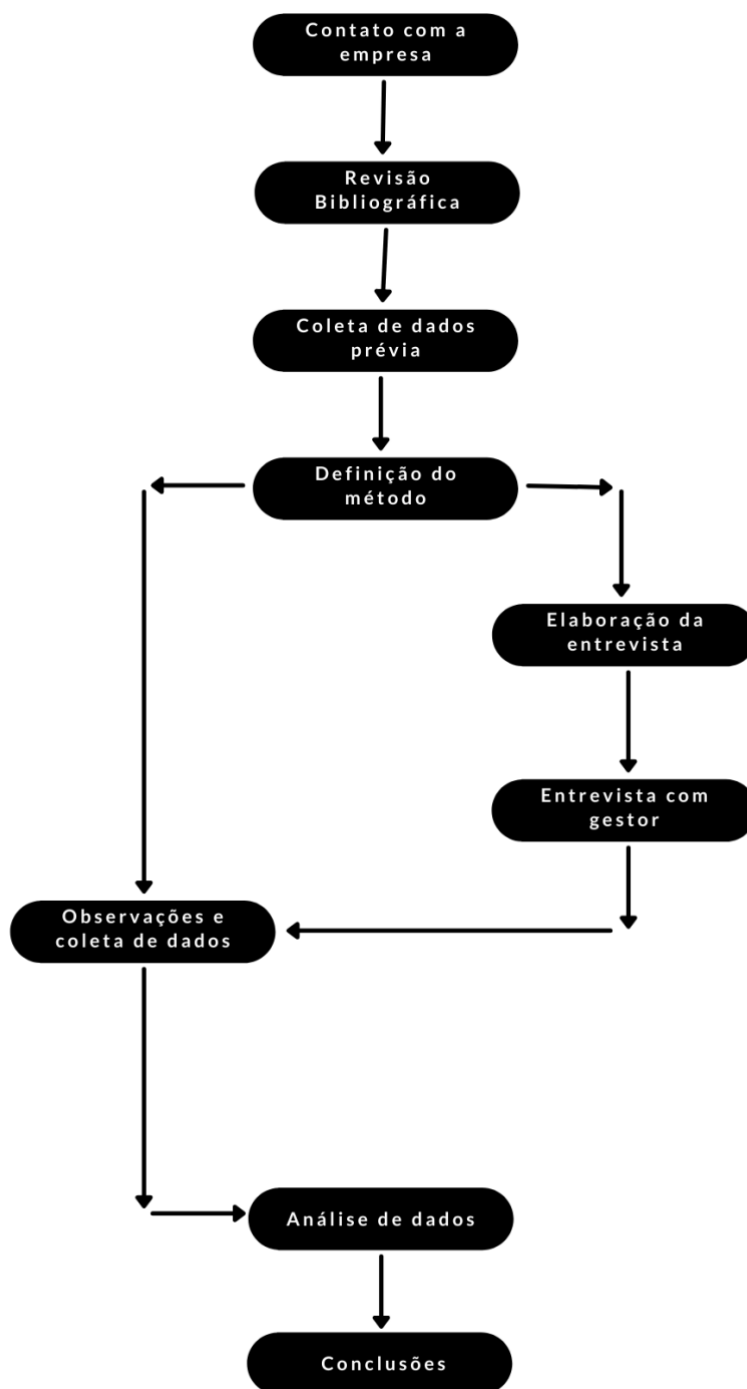 Contato com a
empresa
Revisão
Bibliográfica
Coleta de dados
prévia
Definição do
método
Elaboração da
entrevista
Entrevista com
gestor
Observações e
coleta de dados
Análise de dados
Conclusões